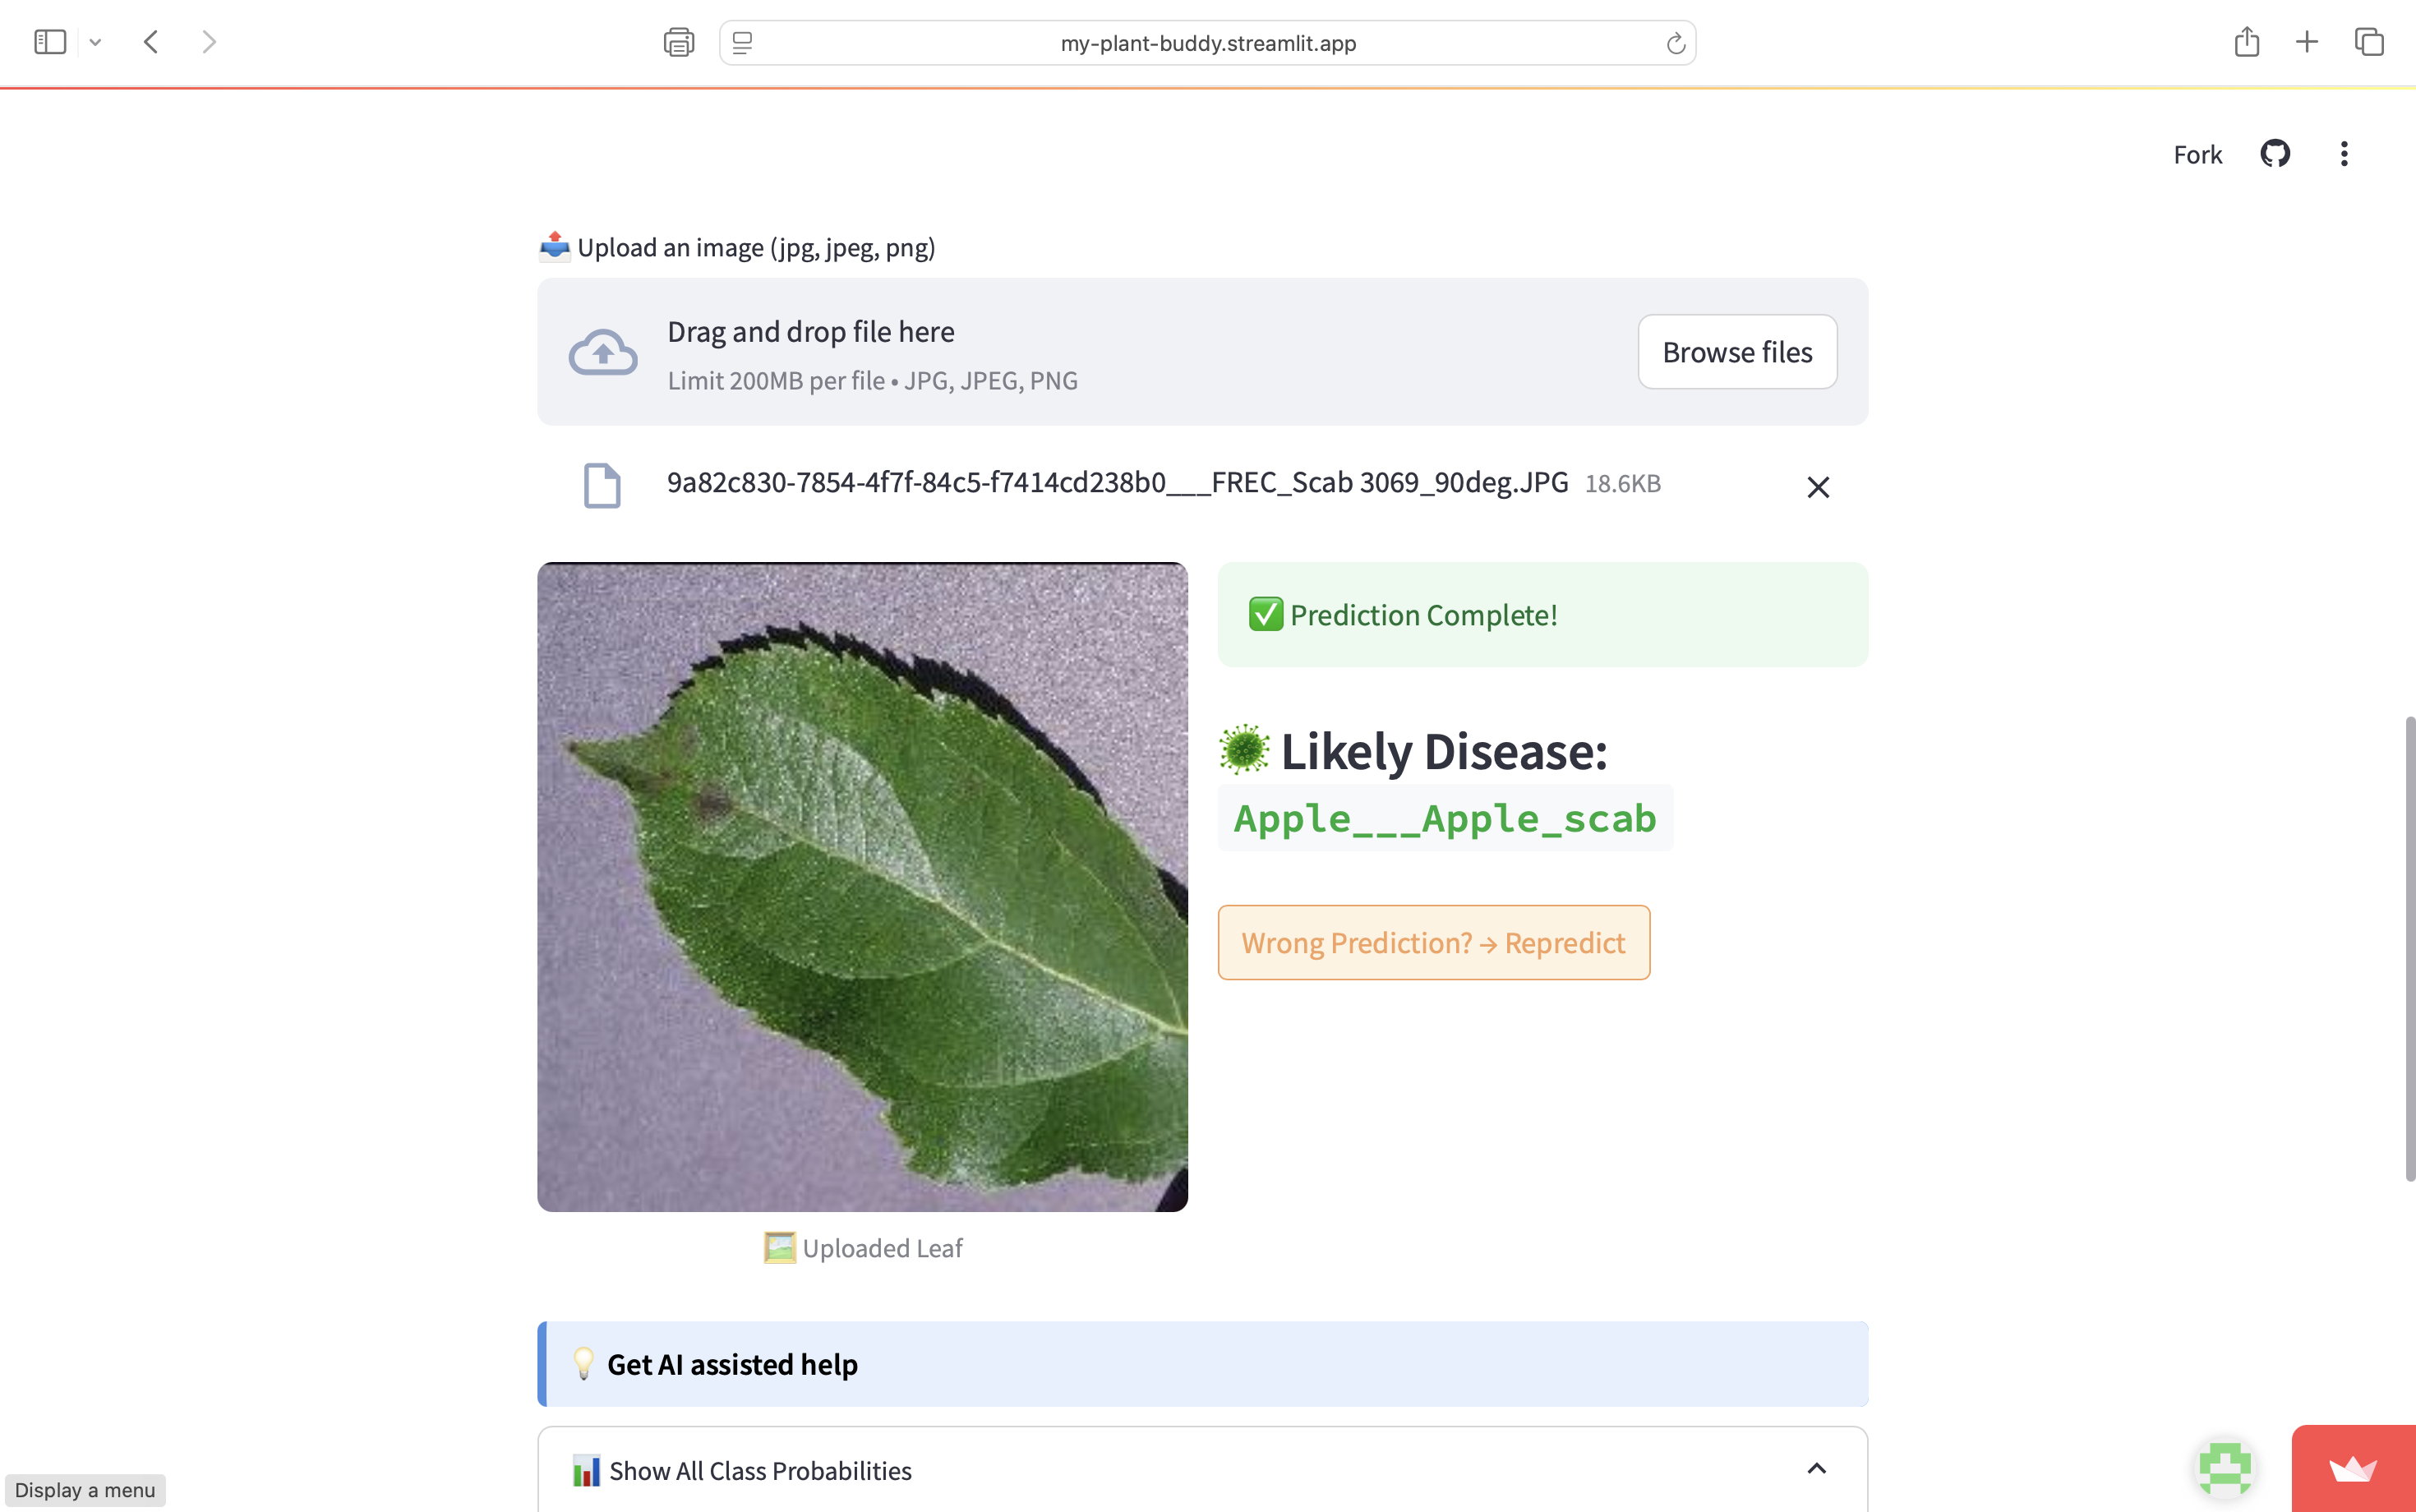 my-plant-buddy.streamlit.app
Fork
Upload an image (jpg, jpeg, png)
Drag and drop file here
Limit 200MB per file • JPG, JPEG, PNG
Browse files
9a82c830-7854-4f7f-84c5-f7414cd238b0___FREC_Scab 3069_90deg.JPG 18.6KB
Prediction Complete!
Likely Disease:
Apple___Apple_scab
Wrong Prediction? → Repredict
Uploaded Leaf
Get AI assisted help
Show All Class Probabilities
Display a menu